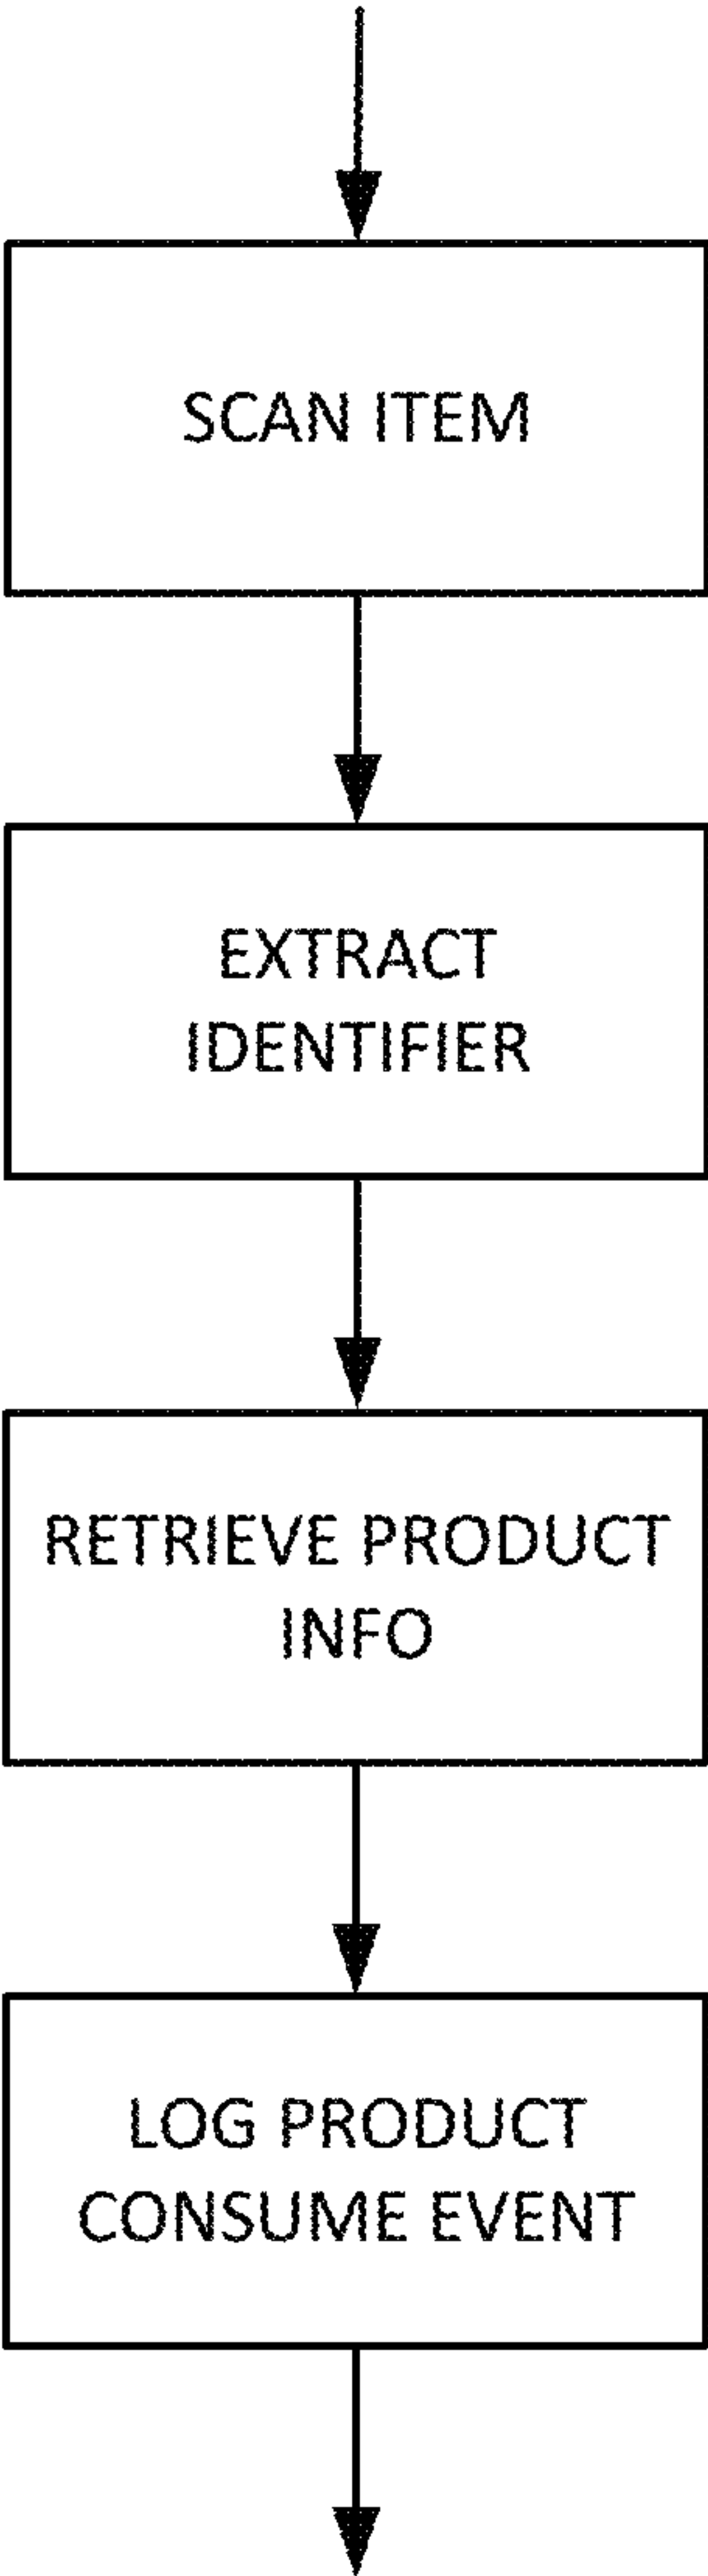 SCAN ITEM
EXTRACT
IDENTIFIER
RETRIEVE PRODUCT
INFO
LOG PRODUCT
CONSUME EVENT